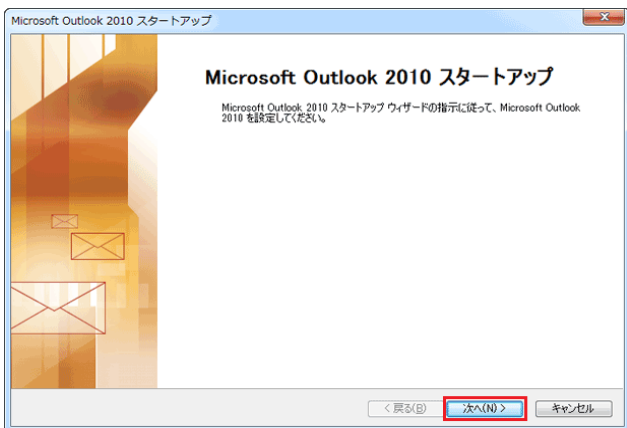 Microsoft Outlook 2010 スタートアップ
Microsoft Outlook 2010 スタートアップ
Microsoft Outlook 2010 スタートアップ ウィザードの指示に従って、Microsoft Outlook
2010 を設定してください。
< 戻る(B)
次へ(N) >
キャンセル